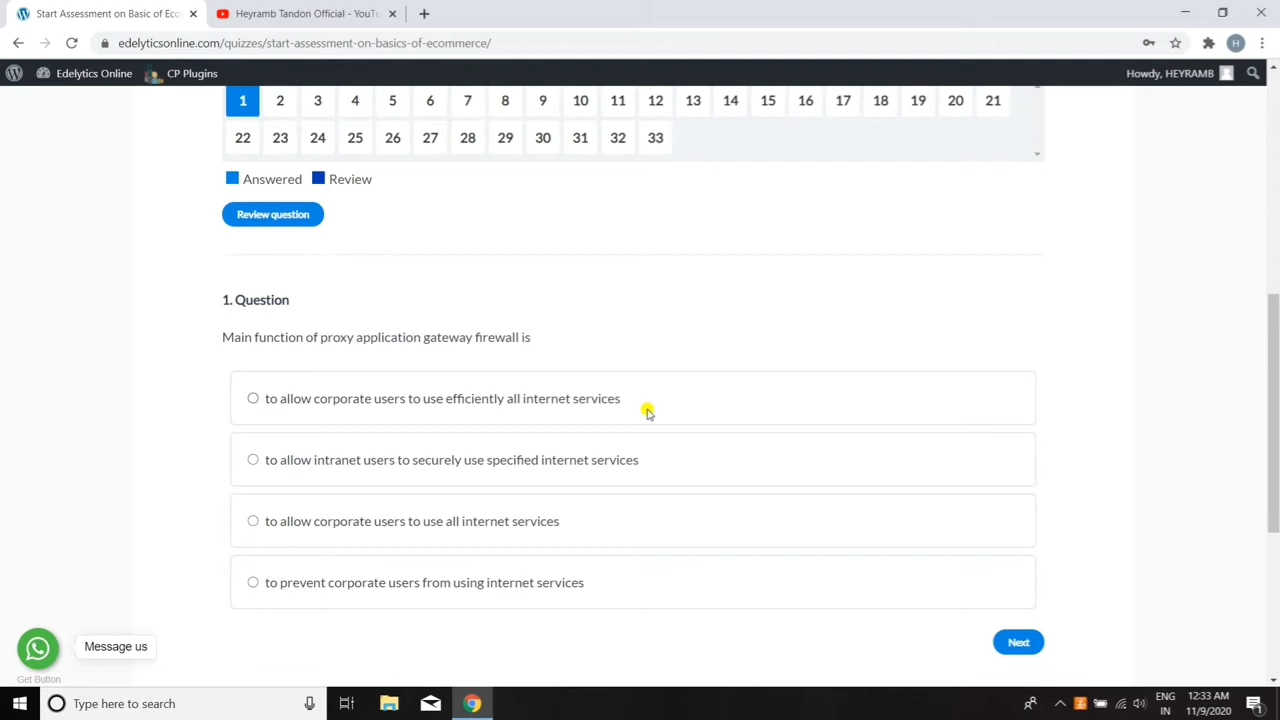 Start Assessment on Basic of Eco
Heyramb Tandon Official - YouTu
edelyticsonline.com/quizzes/start-assessment-on-basics-of-ecommerce/
H
Edelytics Online
CP Plugins
Howdy, HEYRAMB
1 2 3 4 5 6 7 8 9 10 11 12 13 14 15 16 17 18 19 20 21
22 23 24 25 26 27 28 29 30 31 32 33
Answered Review
Review question
1. Question
Main function of proxy application gateway firewall is
to allow corporate users to use efficiently all internet services
to allow intranet users to securely use specified internet services
to allow corporate users to use all internet services
to prevent corporate users from using internet services
Next
Message us
Get Button
Type here to search
ENG
IN
12:33 AM
11/9/2020
1